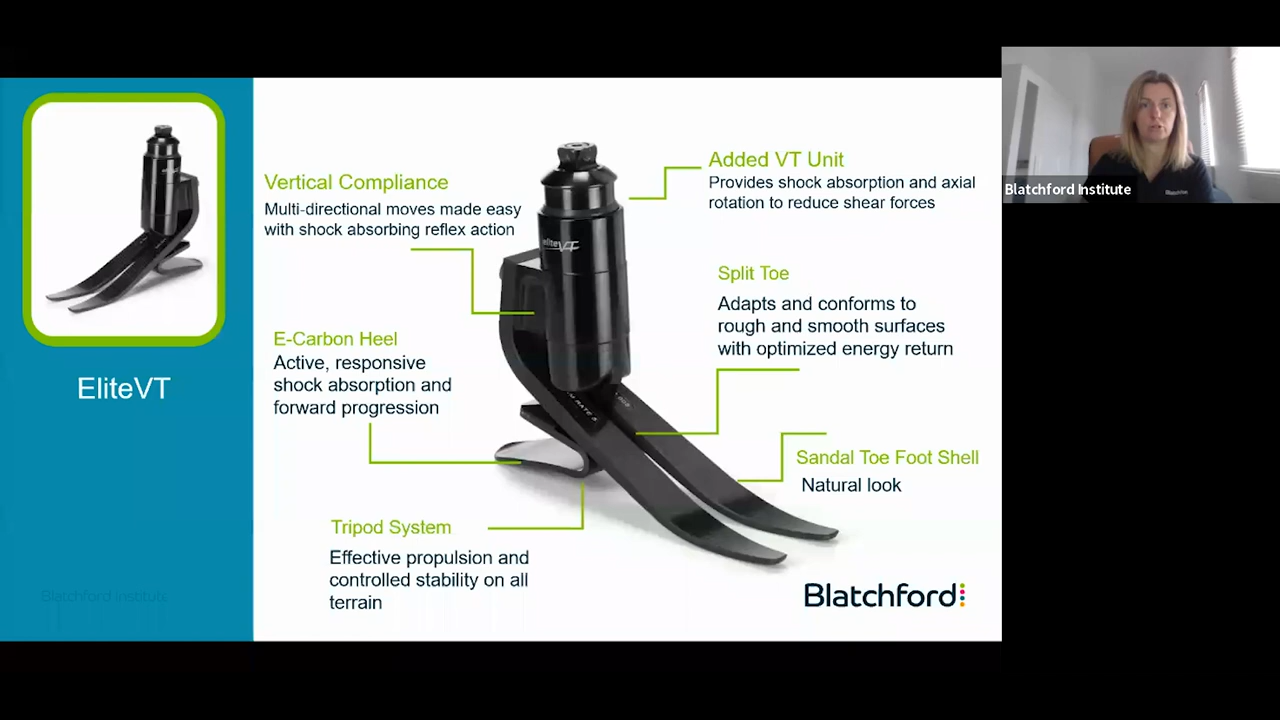 EliteVT
Blatchford Institute
Vertical Compliance
Multi-directional moves made easy
with shock absorbing reflex action
E-Carbon Heel
Active, responsive
shock absorption and
forward progression
Tripod System
Effective propulsion and
controlled stability on all
terrain
eliteVT
Added VT Unit
Provides shock absorption and axial
rotation to reduce shear forces
Split Toe
Adapts and conforms to
rough and smooth surfaces
with optimized energy return
Sandal Toe Foot Shell
Natural look
Blatchford
Blatchford Institute